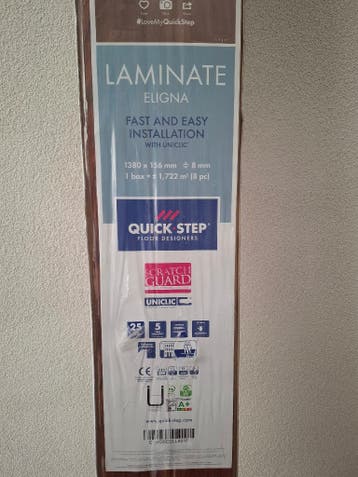 #LoveMyQuickStep
LAMINATE
ELIGNA
FAST AND EASY
INSTALLATION
WITH UNICLIC
1380 x 156 mm ÷ 8 mm
1 box = ± 1,722 m² (8 pc)
QUICK·STEP®
FLOOR DESIGNERS
SCRATCH
GUARD
UNICLIC
25 5
CE
A+
www.quick-step.com